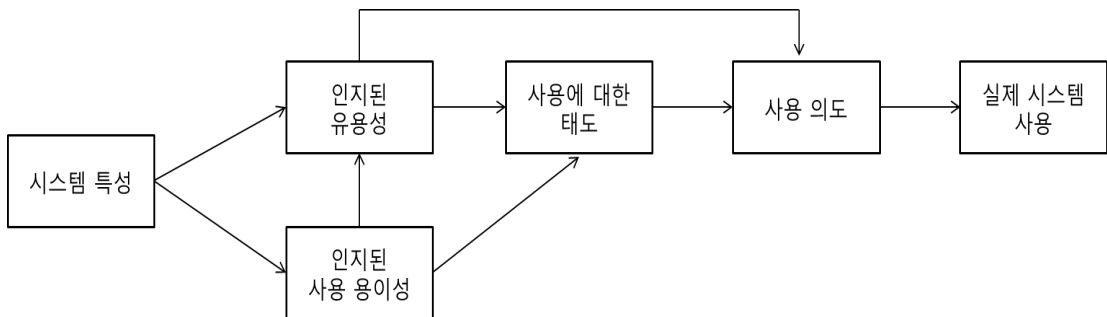 인지된
유용성
사용에 대한
태도
사용 의도
실제 시스템
사용
시스템 특성
인지된
사용 용이성